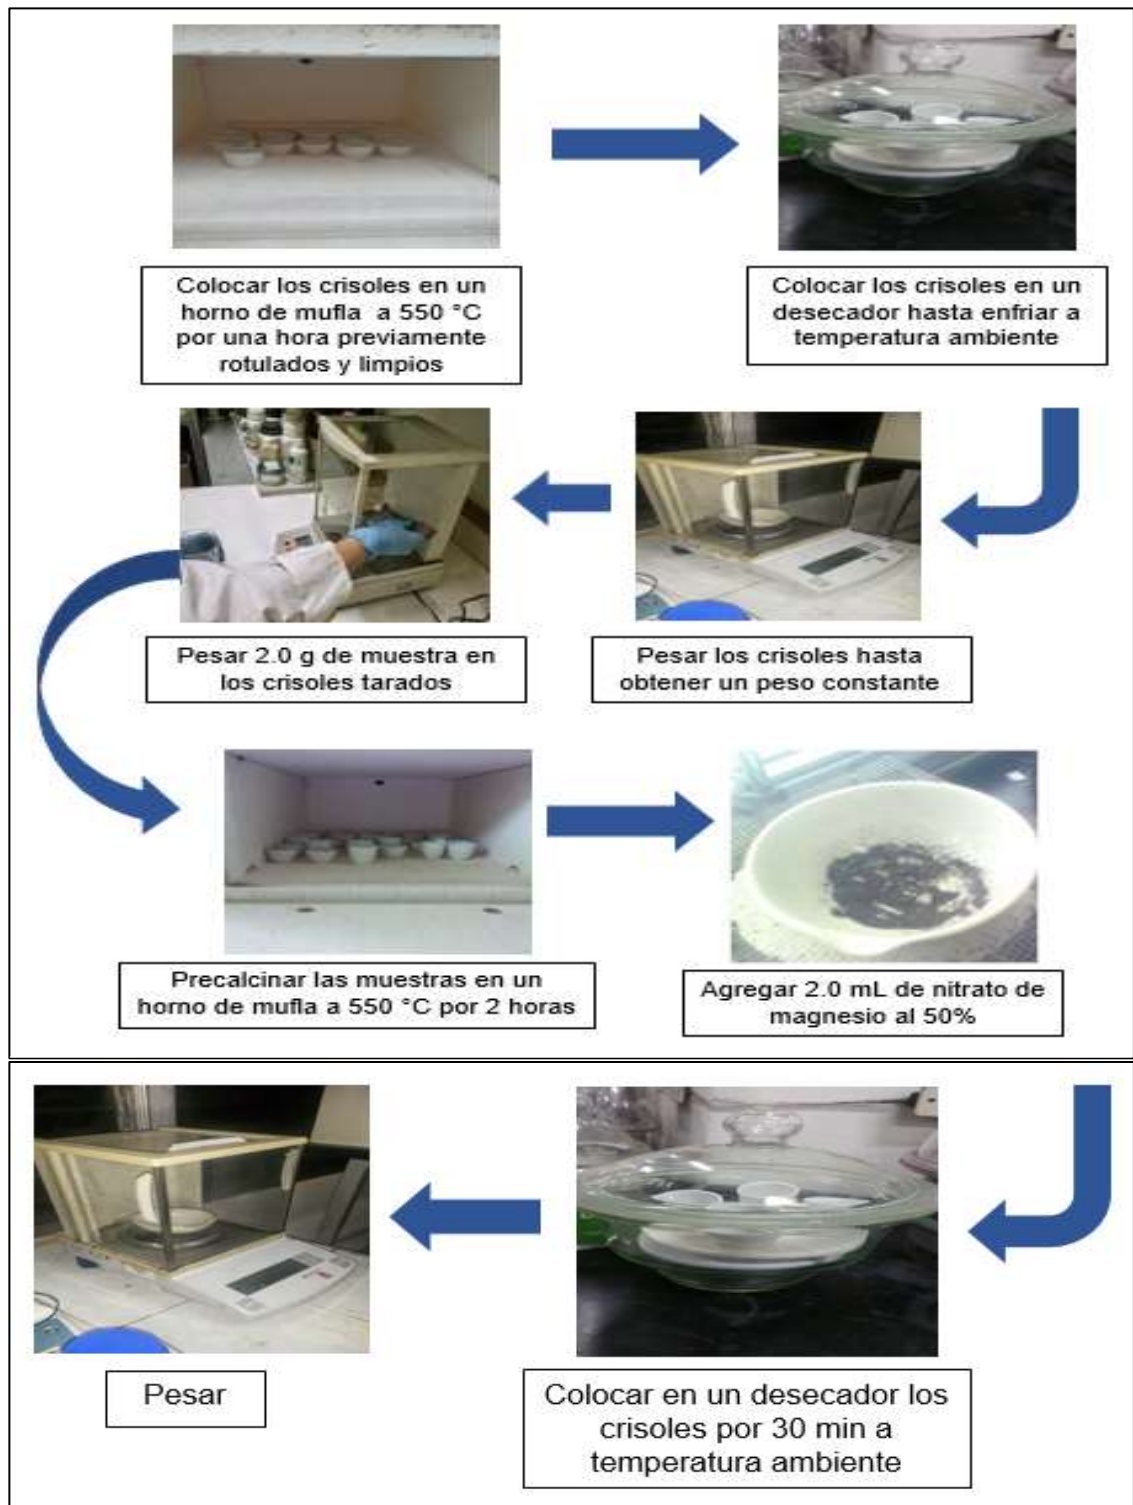 Colocar los crisoles en un
horno de mufla a 550 °C
por una hora previamente
rotulados y limpios
Colocar los crisoles en un
desecador hasta enfriar a
temperatura ambiente
Pesar los crisoles hasta
obtener un peso constante
Pesar 2.0 g de muestra en
los crisoles tarados
Precalcinar las muestras en un
horno de mufla a 550 °C por 2 horas
Agregar 2.0 mL de nitrato de
magnesio al 50%
Colocar en un desecador los
crisoles por 30 min a
temperatura ambiente
Pesar